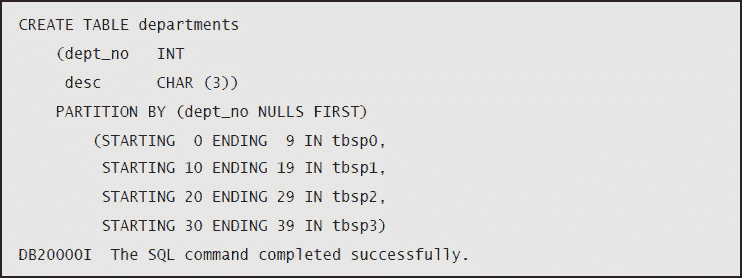 CREATE TABLE departments
(dept_no INT
desc CHAR (3))
PARTITION BY (dept_no NULLS FIRST)
(STARTING 0 ENDING 9 IN tbsp0,
STARTING 10 ENDING 19 IN tbsp1,
STARTING 20 ENDING 29 IN tbsp2,
STARTING 30 ENDING 39 IN tbsp3)
DB20000I The SQL command completed successfully.